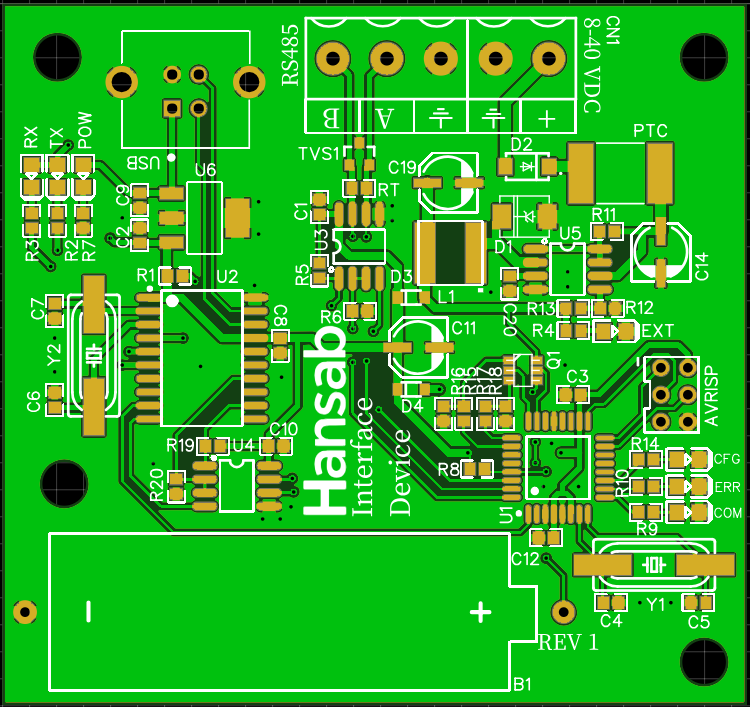 RS485
8-40 VDC
CN1
B
A
+
RX
TX
POW
USB
TVS1
D2
PTC
C19
U6
RT
C9
C1
R11
U5
R3
R2
R7
C2
U3
D1
C14
R5
D3
R1
U2
L1
C20
R13
R12
C7
R6
R4
EXT
C8
C11
Y2
Q1
C3
AVRISP
C6
D4
R16
R15
R17
R18
Hansab
Interface
Device
R19
U4
C10
R14
CFG
R8
R20
R10
ERR
U1
COM
R9
C12
Y1
C4
C5
-
+
REV 1
B1